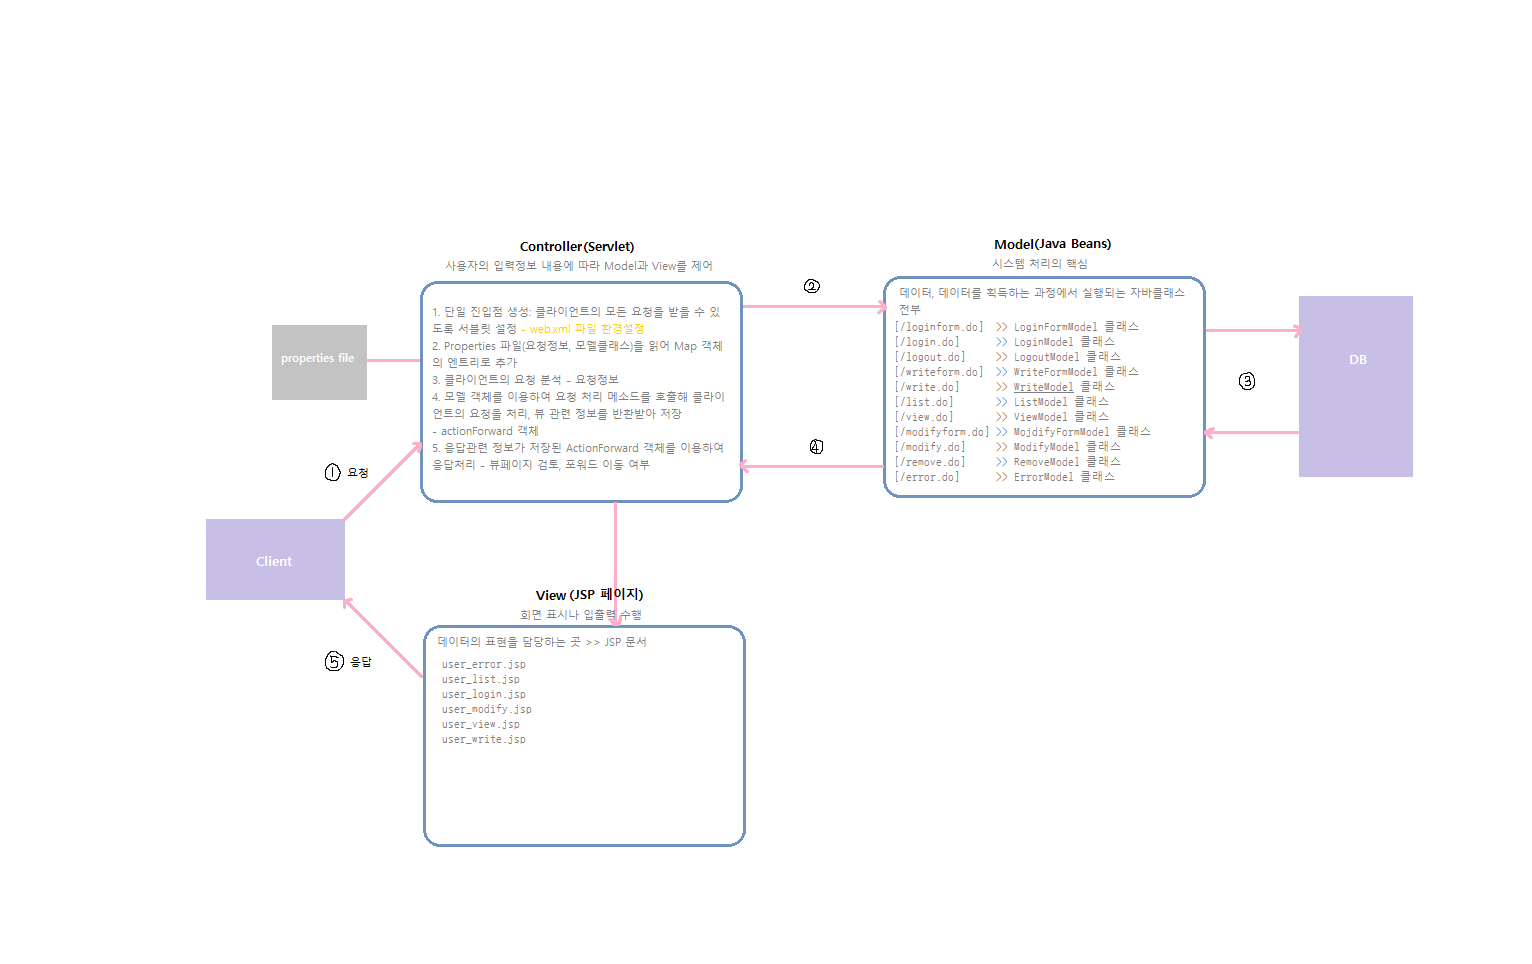 Controller(Servlet)
사용자의 입력정보 내용에 따라 Model과 View를 제어
1. 단일 진입점 생성: 클라이언트의 모든 요청을 받을 수 있
도록 서블릿 설정 - web.xml 파일 환경설정
2. Properties 파일(요청정보, 모델클래스)을 읽어 Map 객체
의 엔트리로 추가
3. 클라이언트의 요청 분석 - 요청정보
4. 모델 객체를 이용하여 요청 처리 메소드를 호출해 클라이
언트의 요청을 처리, 뷰 관련 정보를 반환받아 저장
- actionForward 객체
5. 응답관련 정보가 저장된 ActionForward 객체를 이용하여
응답처리 - 뷰페이지 검토, 포워드 이동 여부
properties file
② 
Model(Java Beans)
시스템 처리의 핵심
데이터, 데이터를 획득하는 과정에서 실행되는 자바클래스
전부
[/loginform.do] >> LoginFormModel 클래스
[/login.do] >> LoginModel 클래스
[/logout.do] >> LogoutModel 클래스
[/writeform.do] >> WriteFormModel 클래스
[/write.do] >> WriteModel 클래스
[/list.do] >> ListModel 클래스
[/view.do] >> ViewModel 클래스
[/modifyform.do] >> MojdifyFormModel 클래스
[/modify.do] >> ModifyModel 클래스
[/remove.do] >> RemoveModel 클래스
[/error.do] >> ErrorModel 클래스
DB
③
④
① 요청
Client
⑤ 응답
View (JSP 페이지)
화면 표시나 입출력 수행
데이터의 표현을 담당하는 곳 >> JSP 문서
user_error.jsp
user_list.jsp
user_login.jsp
user_modify.jsp
user_view.jsp
user_write.jsp